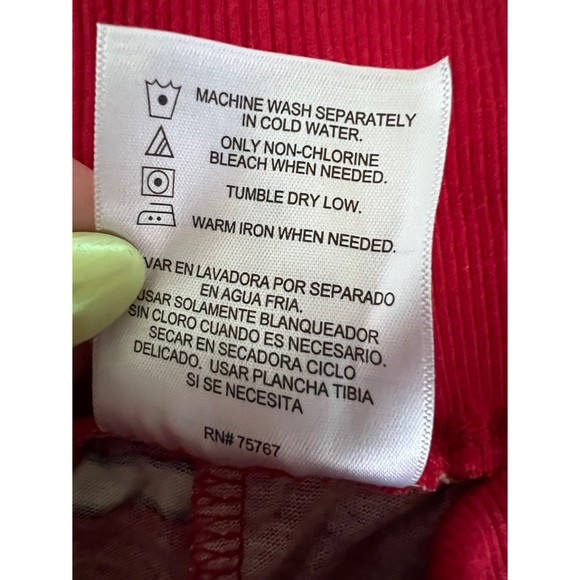 MACHINE WASH SEPARATELY
IN COLD WATER.
ONLY NON-CHLORINE
BLEACH WHEN NEEDED.
TUMBLE DRY LOW.
WARM IRON WHEN NEEDED.
VAR EN LAVADORA POR SEPARADO
EN AGUA FRIA.
USAR SOLAMENTE BLANQUEADOR
SIN CLORO CUANDO ES NECESARIO.
SECAR EN SECADORA CICLO
DELICADO. USAR PLANCHA TIBIA
SI SE NECESITA
RN# 75767